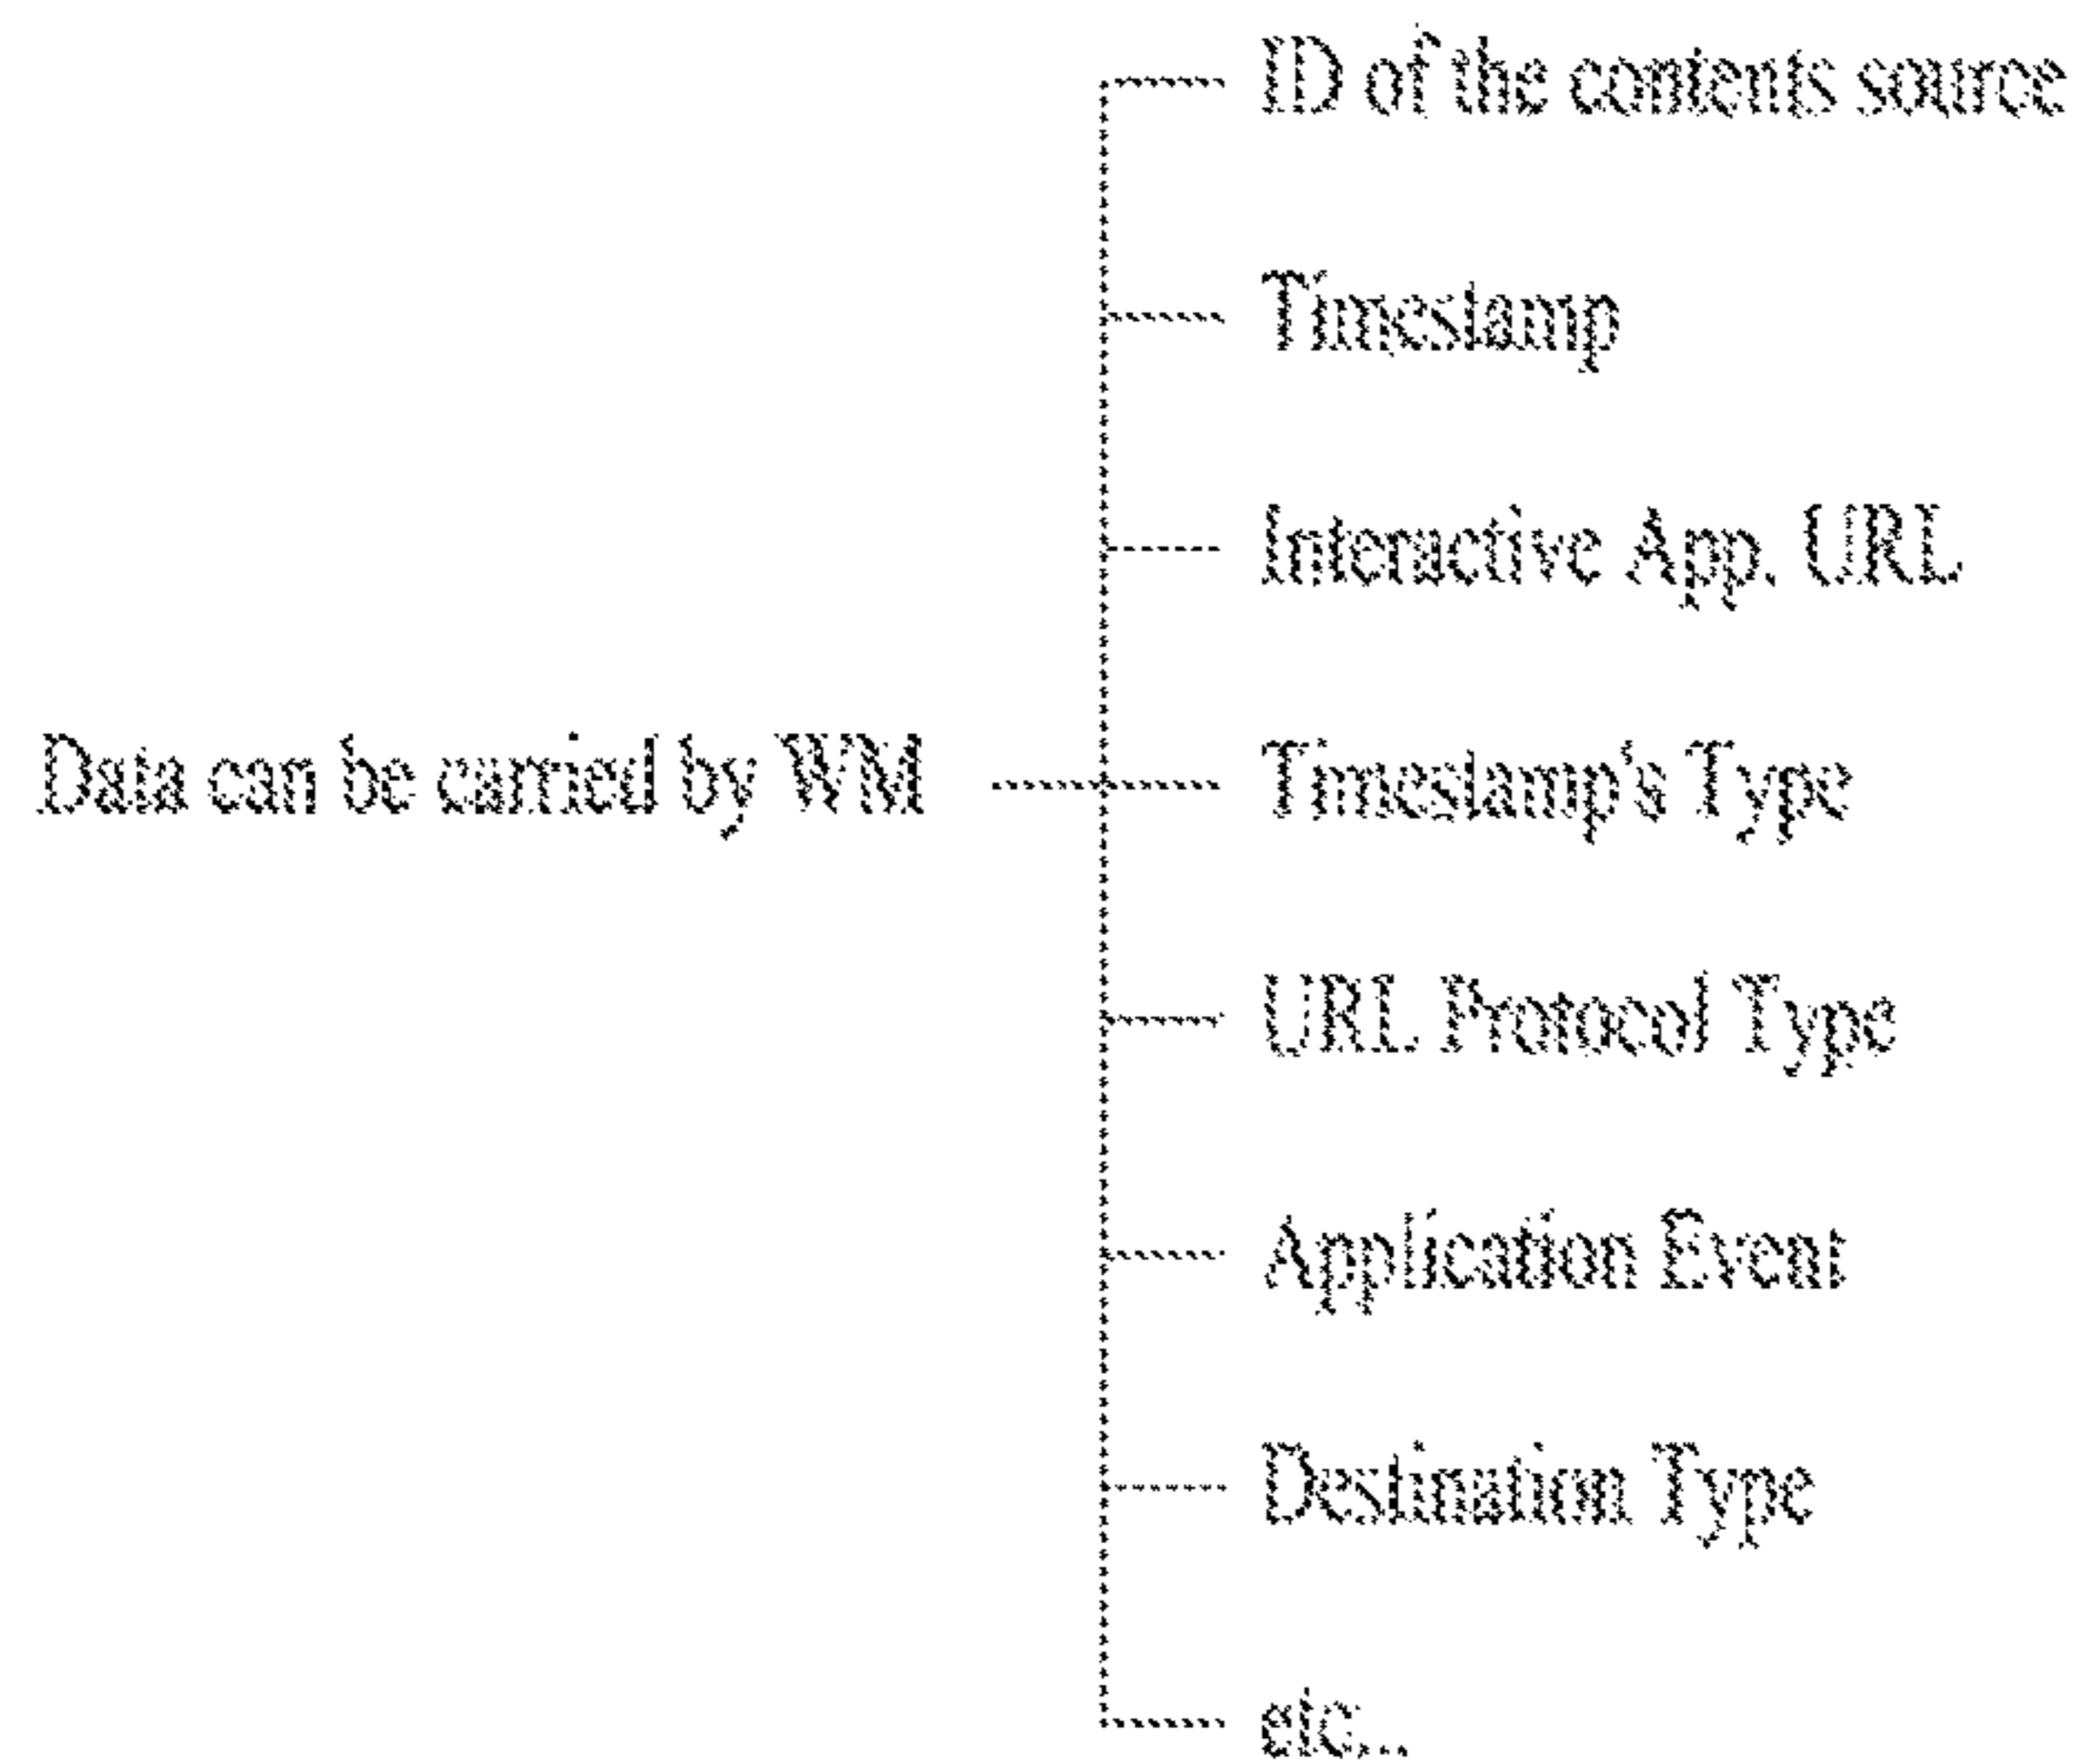 ID of the contents source
Timestamp
Interactive App. URL
Data can be carried by WM
Timestamp's Type
URL Protocol Type
Application Event
Destination Type
etc...